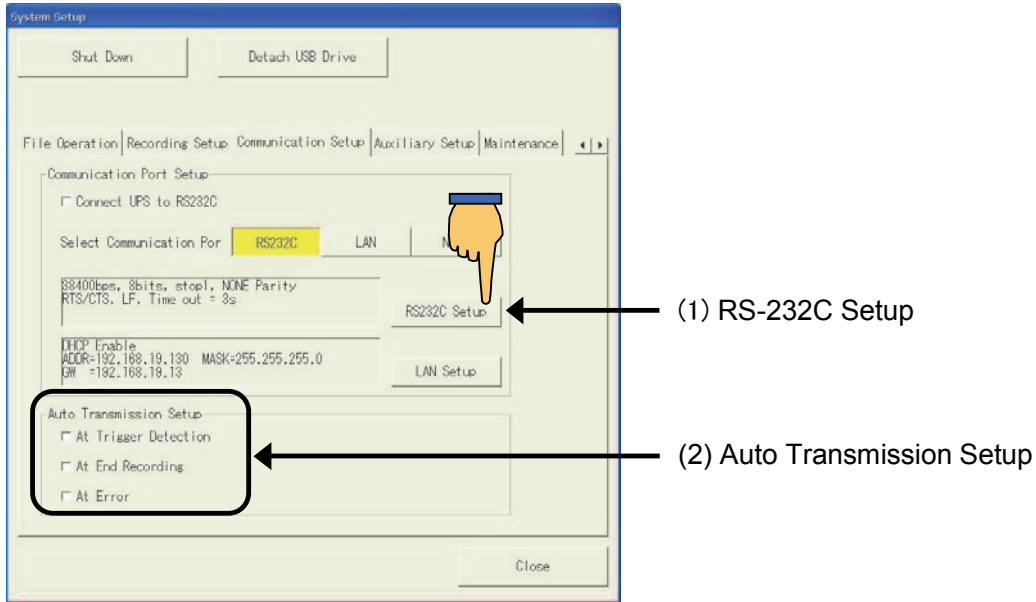 System Setup
Shut Down
Detach USB Drive
File Operation Recording Setup Communication Setup Auxiliary Setup Maintenance
Communication Port Setup
Connect UPS to RS232C
Select Communication Por RS232C LAN N
38400bps, 8bits, stop1, NONE Parity
RTS/CTS, LF, Time out = 3s
RS232C Setup
(1) RS-232C Setup
DHCP Enable
ADDR=192.168.19.130 MASK=255.255.255.0
GW =192.168.19.13
LAN Setup
Auto Transmission Setup
At Trigger Detection
At End Recording
At Error
(2) Auto Transmission Setup
Close